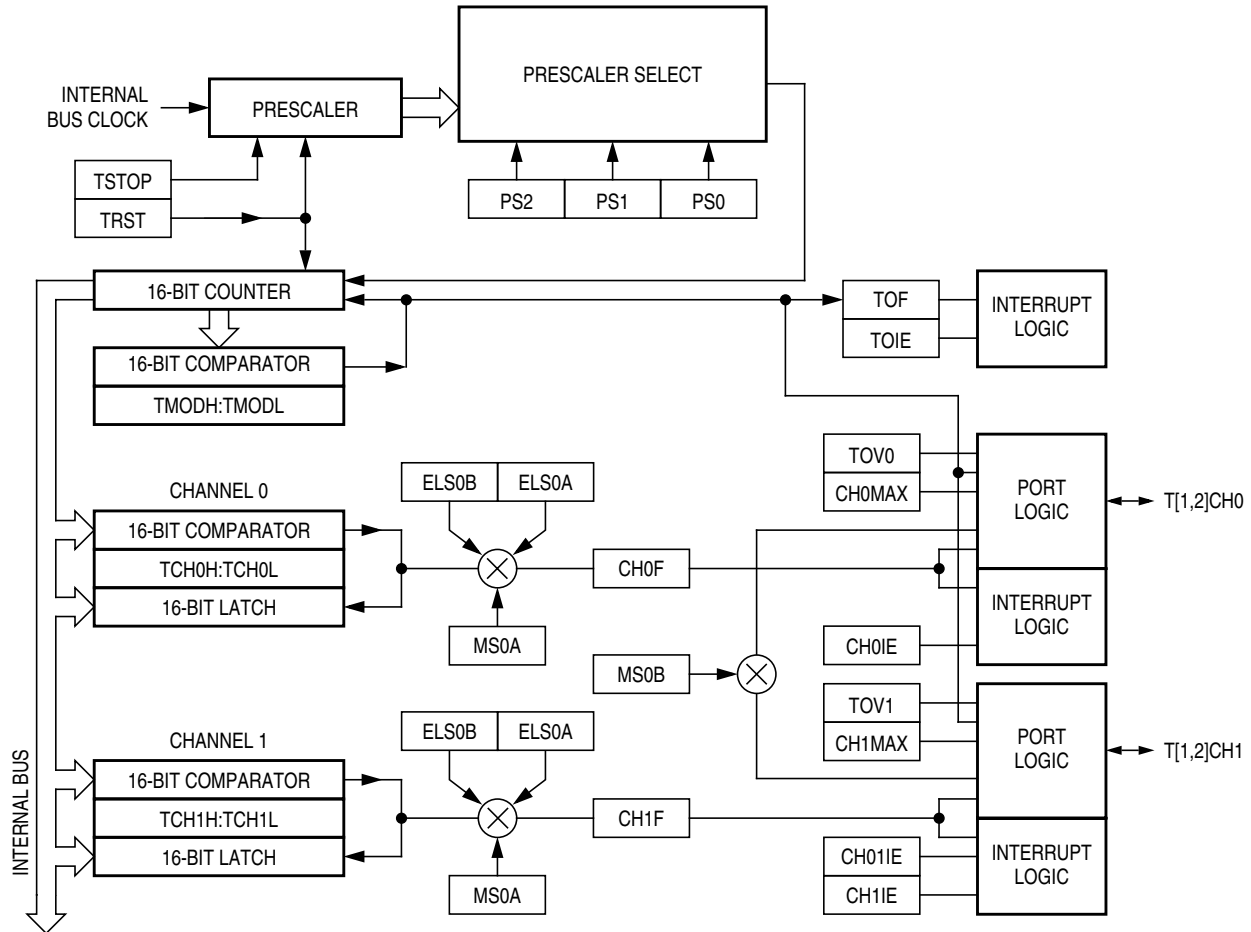 PRESCALER SELECT
INTERNAL
BUS CLOCK
PRESCALER
TSTOP
TRST
PS2
PS1
PS0
16-BIT COUNTER
TOF
TOIE
INTERRUPT
LOGIC
16-BIT COMPARATOR
TMODH:TMODL
TOV0
CH0MAX
PORT
LOGIC
T[1,2]CH0
CHANNEL 0
ELS0B
ELS0A
16-BIT COMPARATOR
TCH0H:TCH0L
16-BIT LATCH
CH0F
INTERRUPT
LOGIC
MS0A
CH0IE
MS0B
TOV1
CH1MAX
PORT
LOGIC
T[1,2]CH1
CHANNEL 1
ELS0B
ELS0A
16-BIT COMPARATOR
TCH1H:TCH1L
16-BIT LATCH
CH1F
INTERRUPT
LOGIC
MS0A
CH01IE
CH1IE
INTERNAL BUS